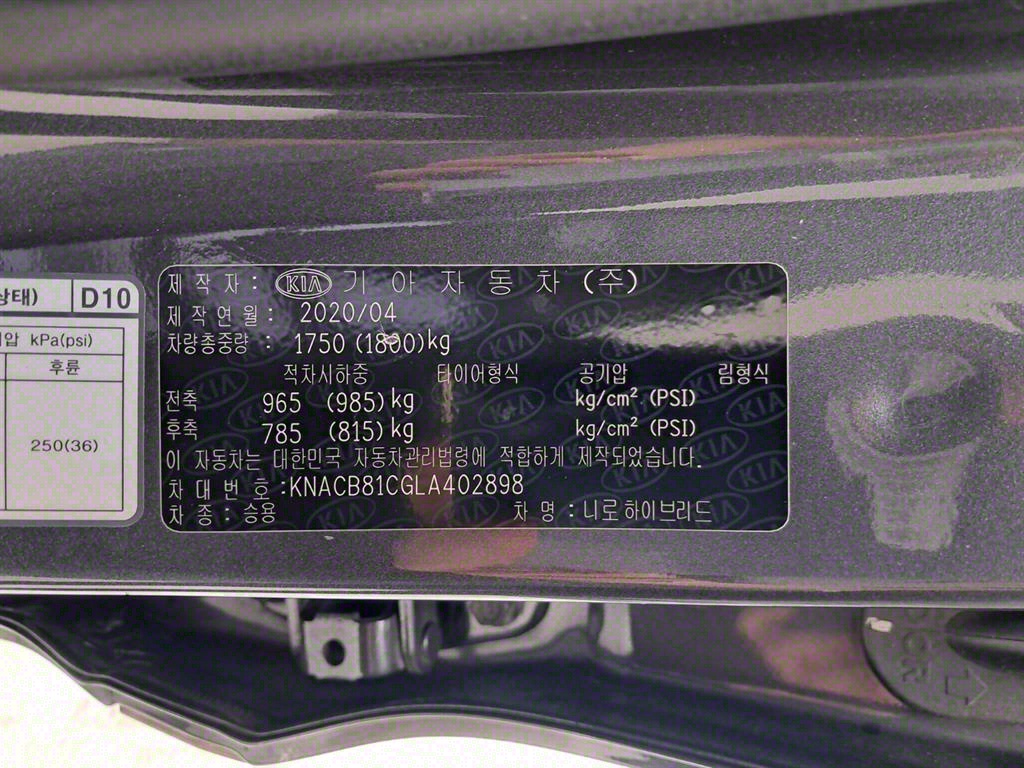 상태) D10
압 kPa(psi)
후륜
250(36)
제 작 자 : KIA 기 아 자 동 차 (주)
제 작 연 월 : 2020/04
차량총중량 : 1750 (1800)kg
적차시하중 타이어형식 공기압 림형식
전축 965 (985)kg kg/cm² (PSI)
후축 785 (815)kg kg/cm² (PSI)
이 자동차는 대한민국 자동차관리법령에 적합하게 제작되었습니다.
차 대 번 호 :KNACB81CGLA402898
차 종 : 승용 차 명 : 니로하이브리드